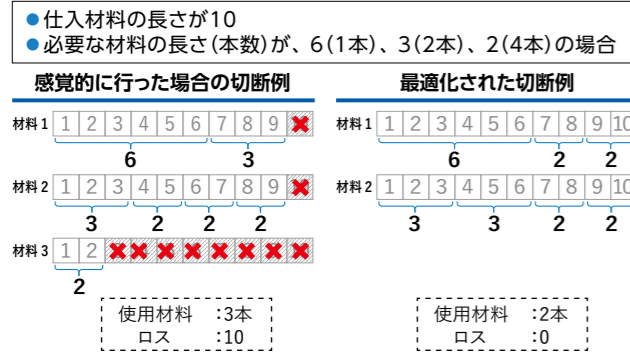 ●仕入材料の長さが10
●必要な材料の長さ(本数)が、6(1本)、3(2本)、2(4本)の場合
感覚的に行った場合の切断例
材料1 1 2 3 4 5 6 7 8 9
6 3
材料2 1 2 3 4 5 6 7 8 9
3 2 2 2
材料3 1 2
2
使用材料 :3本
ロス :10
最適化された切断例
材料1 1 2 3 4 5 6 7 8 9 10
6 2 2
材料2 1 2 3 4 5 6 7 8 9 10
3 3 2 2
使用材料 :2本
ロス :0